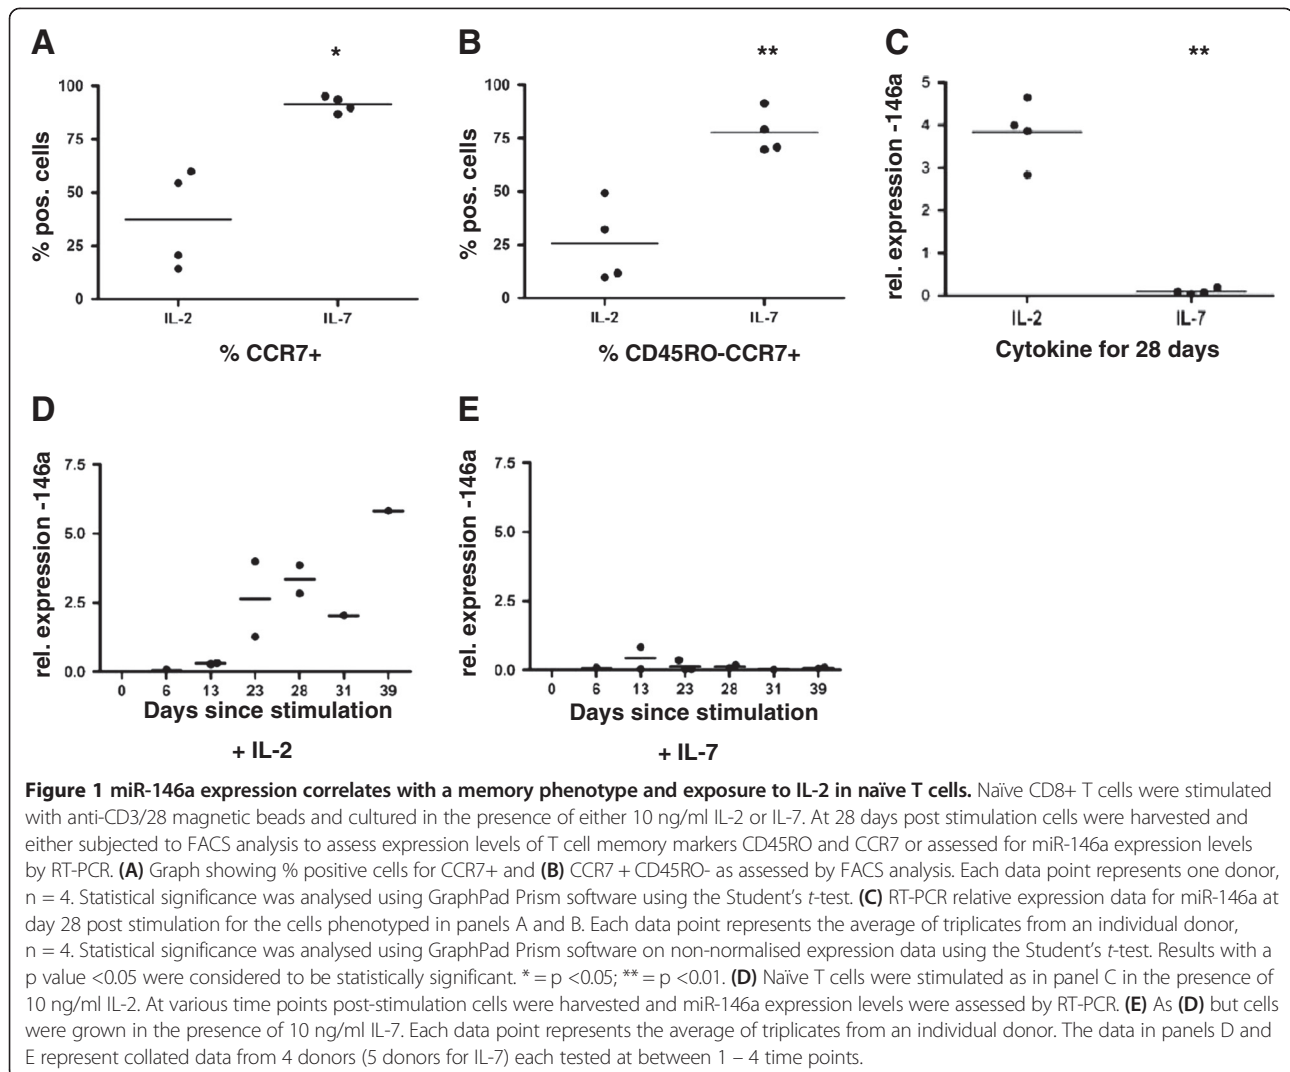 A
B
C
*
**
**
% pos. cells
100
75
50
25
0
IL-2
IL-7
% CCR7+
% pos. cells
100
75
50
25
0
IL-2
IL-7
% CD45RO-CCR7+
rel. expression -146a
5
4
3
2
1
0
IL-2
IL-7
Cytokine for 28 days
D
E
rel. expression -146a
7.5
5.0
2.5
0.0
0 6 13 23 28 31 39
Days since stimulation
+ IL-2
rel. expression -146a
7.5
5.0
2.5
0.0
0 6 13 23 28 31 39
Days since stimulation
+ IL-7
Figure 1 miR-146a expression correlates with a memory phenotype and exposure to IL-2 in naïve T cells. Naïve CD8+ T cells were stimulated
with anti-CD3/28 magnetic beads and cultured in the presence of either 10 ng/ml IL-2 or IL-7. At 28 days post stimulation cells were harvested and
either subjected to FACS analysis to assess expression levels of T cell memory markers CD45RO and CCR7 or assessed for miR-146a expression levels
by RT-PCR. (A) Graph showing % positive cells for CCR7+ and (B) CCR7 + CD45RO- as assessed by FACS analysis. Each data point represents one donor,
n = 4. Statistical significance was analysed using GraphPad Prism software using the Student's t-test. (C) RT-PCR relative expression data for miR-146a at
day 28 post stimulation for the cells phenotyped in panels A and B. Each data point represents the average of triplicates from an individual donor,
n = 4. Statistical significance was analysed using GraphPad Prism software on non-normalised expression data using the Student's t-test. Results with a
p value <0.05 were considered to be statistically significant. * = p <0.05; ** = p <0.01. (D) Naïve T cells were stimulated as in panel C in the presence of
10 ng/ml IL-2. At various time points post-stimulation cells were harvested and miR-146a expression levels were assessed by RT-PCR. (E) As (D) but cells
were grown in the presence of 10 ng/ml IL-7. Each data point represents the average of triplicates from an individual donor. The data in panels D and
E represent collated data from 4 donors (5 donors for IL-7) each tested at between 1 – 4 time points.